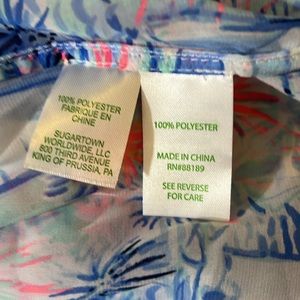 100% POLYESTER
FABRIQUE EN
CHINE
SUGARTOWN
WORLDWIDE, LLC
800 THIRD AVENUE
KING OF PRUSSIA, PA
100% POLYESTER
MADE IN CHINA
RN#88189
SEE REVERSE
FOR CARE